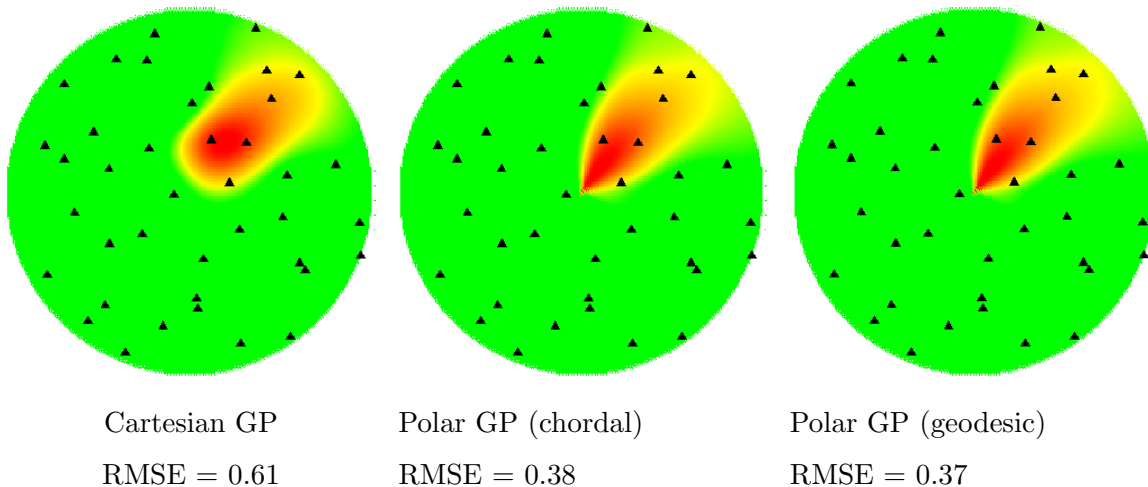 Cartesian GP Polar GP (chordal) Polar GP (geodesic)
RMSE = 0.61 RMSE = 0.38 RMSE = 0.37